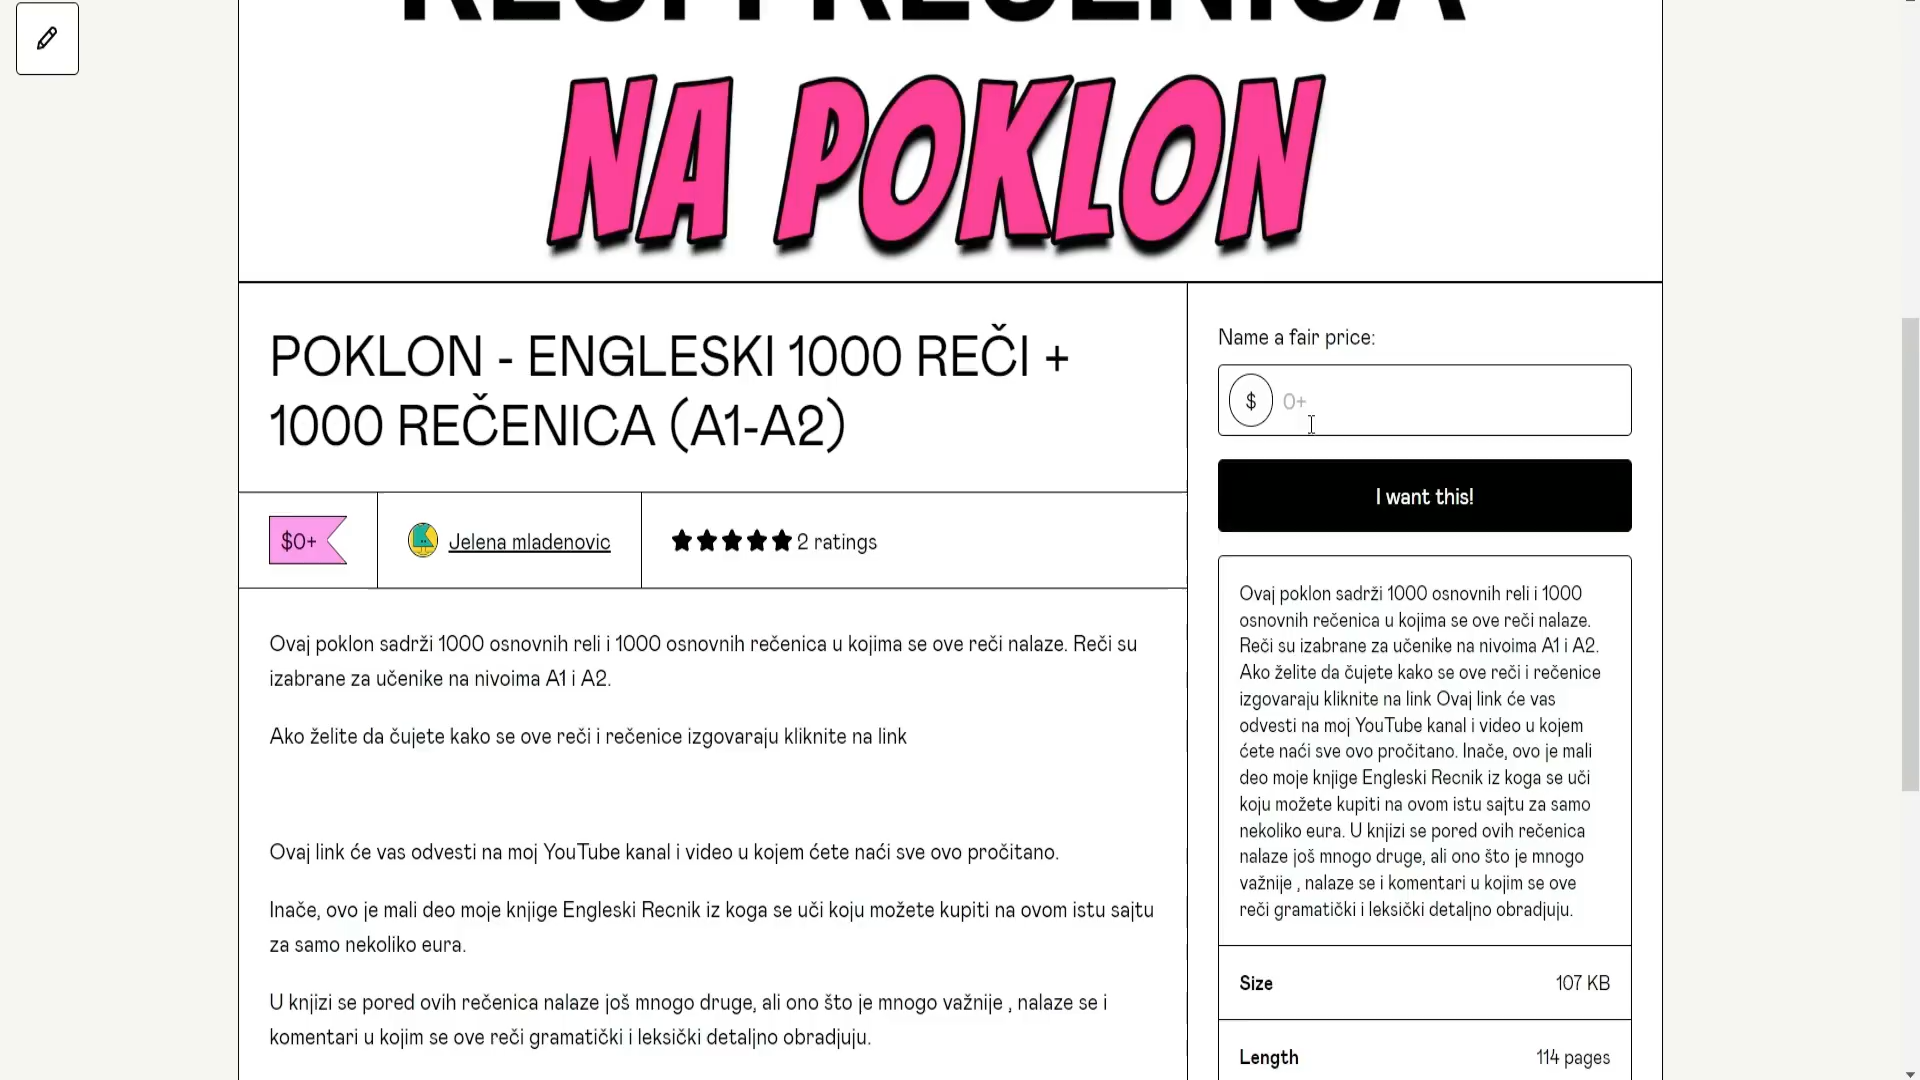 NA POKLON
POKLON - ENGLESKI 1000 REČI +
1000 REČENICA (A1-A2)
$0+
Jelena mladenovic
2 ratings
Ovaj poklon sadrži 1000 osnovnih reli i 1000 osnovnih rečenica u kojima se ove reči nalaze. Reči su
izabrane za učenike na nivoima A1 i A2.
Ako želite da čujete kako se ove reči i rečenice izgovaraju kliknite na link
Ovaj link će vas odvesti na moj YouTube kanal i video u kojem ćete naći sve ovo pročitano.
Inače, ovo je mali deo moje knjige Engleski Recnik iz koga se uči koju možete kupiti na ovom istu sajtu
za samo nekoliko eura.
U knjizi se pored ovih rečenica nalaze još mnogo druge, ali ono što je mnogo važnije , nalaze se i
komentari u kojim se ove reči gramatički i leksički detaljno obradjuju.
Name a fair price:
$ 0+
I want this!
Ovaj poklon sadrži 1000 osnovnih reli i 1000
osnovnih rečenica u kojima se ove reči nalaze.
Reči su izabrane za učenike na nivoima A1 i A2.
Ako želite da čujete kako se ove reči i rečenice
izgovaraju kliknite na link Ovaj link će vas
odvesti na moj YouTube kanal i video u kojem
ćete naći sve ovo pročitano. Inače, ovo je mali
deo moje knjige Engleski Recnik iz koga se uči
koju možete kupiti na ovom istu sajtu za samo
nekoliko eura. U knjizi se pored ovih rečenica
nalaze još mnogo druge, ali ono što je mnogo
važnije , nalaze se i komentari u kojim se ove
reči gramatički i leksički detaljno obradjuju.
Size 107 KB
Length 114 pages